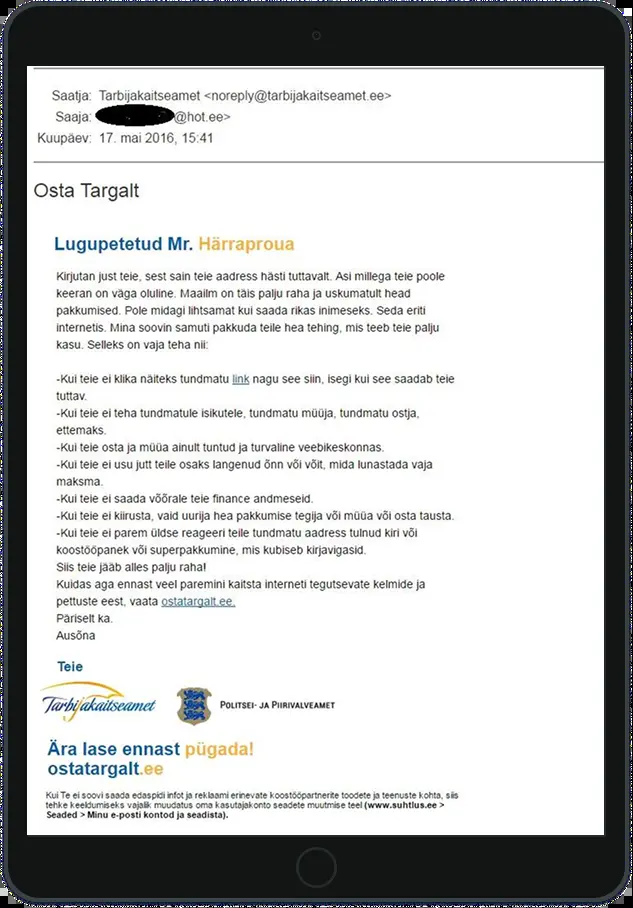 Saatja: Tarbijakaitseamet <noreply@tarbijakaitseamet.ee>
Saaja: @hot.ee>
Kuupäev: 17. mai 2016, 15:41
Osta Targalt
Lugupetetud Mr. Härraproua
Kirjutan just teie, sest sain teie aadress hästi tuttavalt. Asi millega teie poole
keeran on väga oluline. Maailm on täis palju raha ja uskumatult head
pakkumised. Pole midagi lihtsamat kui saada rikas inimeseks. Seda eriti
internetis. Mina soovin samuti pakkuda teile hea tehing, mis teeb teie palju
kasu. Selleks on vaja teha nii:
-Kui teie ei klika näiteks tundmatu link nagu see siin, isegi kui see saadab teie
tuttav.
-Kui teie ei teha tundmatule isikutele, tundmatu müüja, tundmatu ostja,
ettemaks.
-Kui teie osta ja müüa ainult tuntud ja turvaline veebikeskonnas.
-Kui teie ei usu jutt teile osaks langenud õnn või võit, mida lunastada vaja
maksma.
-Kui teie ei saada võõrale teie finance andmeseid.
-Kui teie ei kiirusta, vaid uurija hea pakkumise tegija või müüa või osta tausta.
-Kui teie ei parem üldse reageeri teile tundmatu aadress tulnud kiri või
koostööpanek või superpakkumine, mis kubiseb kirjavigasid.
Siis teie jääb alles palju raha!
Kuidas aga ennast veel paremini kaitsta interneti tegutsevate kelmide ja
pettuste eest, vaata ostatargalt.ee.
Päriselt ka.
Ausõna
Teie
Tarbijakaitseamet POLITSEI- JA PIIRIVALVEAMET
Ära lase ennast pügada!
ostatargalt.ee
Kui Te ei soovi saada edaspidi infot ja reklaami erinevate koostööpartnerite toodete ja teenuste kohta, siis
tehke keeldumiseks vajalik muudatus oma kasutajakonto seadete muutmise teel (www.suhtlus.ee >
Seaded > Minu e-posti kontod ja seadista).